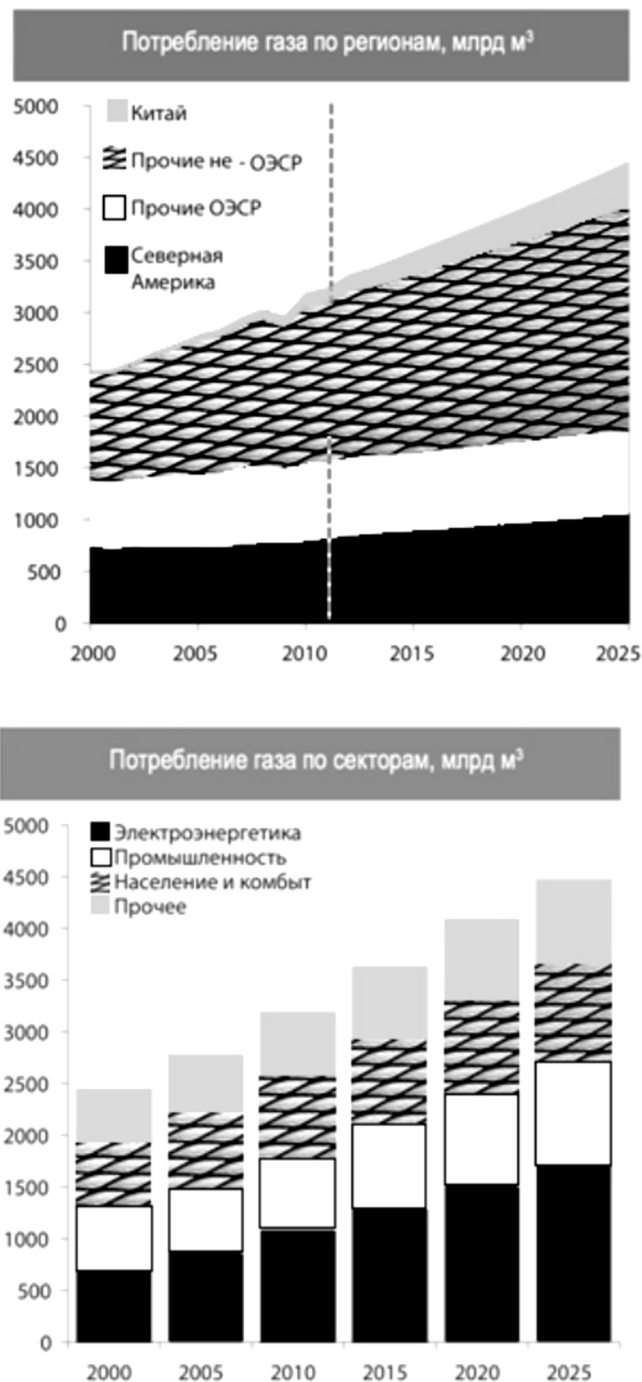 Потребление газа по регионам, млрд м³
5000
4500
4000
3500
3000
2500
2000
1500
1000
500
0
Китай
Прочие не - ОЭСР
Прочие ОЭСР
Северная
Америка
2000 2005 2010 2015 2020 2025
Потребление газа по секторам, млрд м³
5000
4500
4000
3500
3000
2500
2000
1500
1000
500
0
Электроэнергетика
Промышленность
Население и комбыт
Прочее
2000 2005 2010 2015 2020 2025